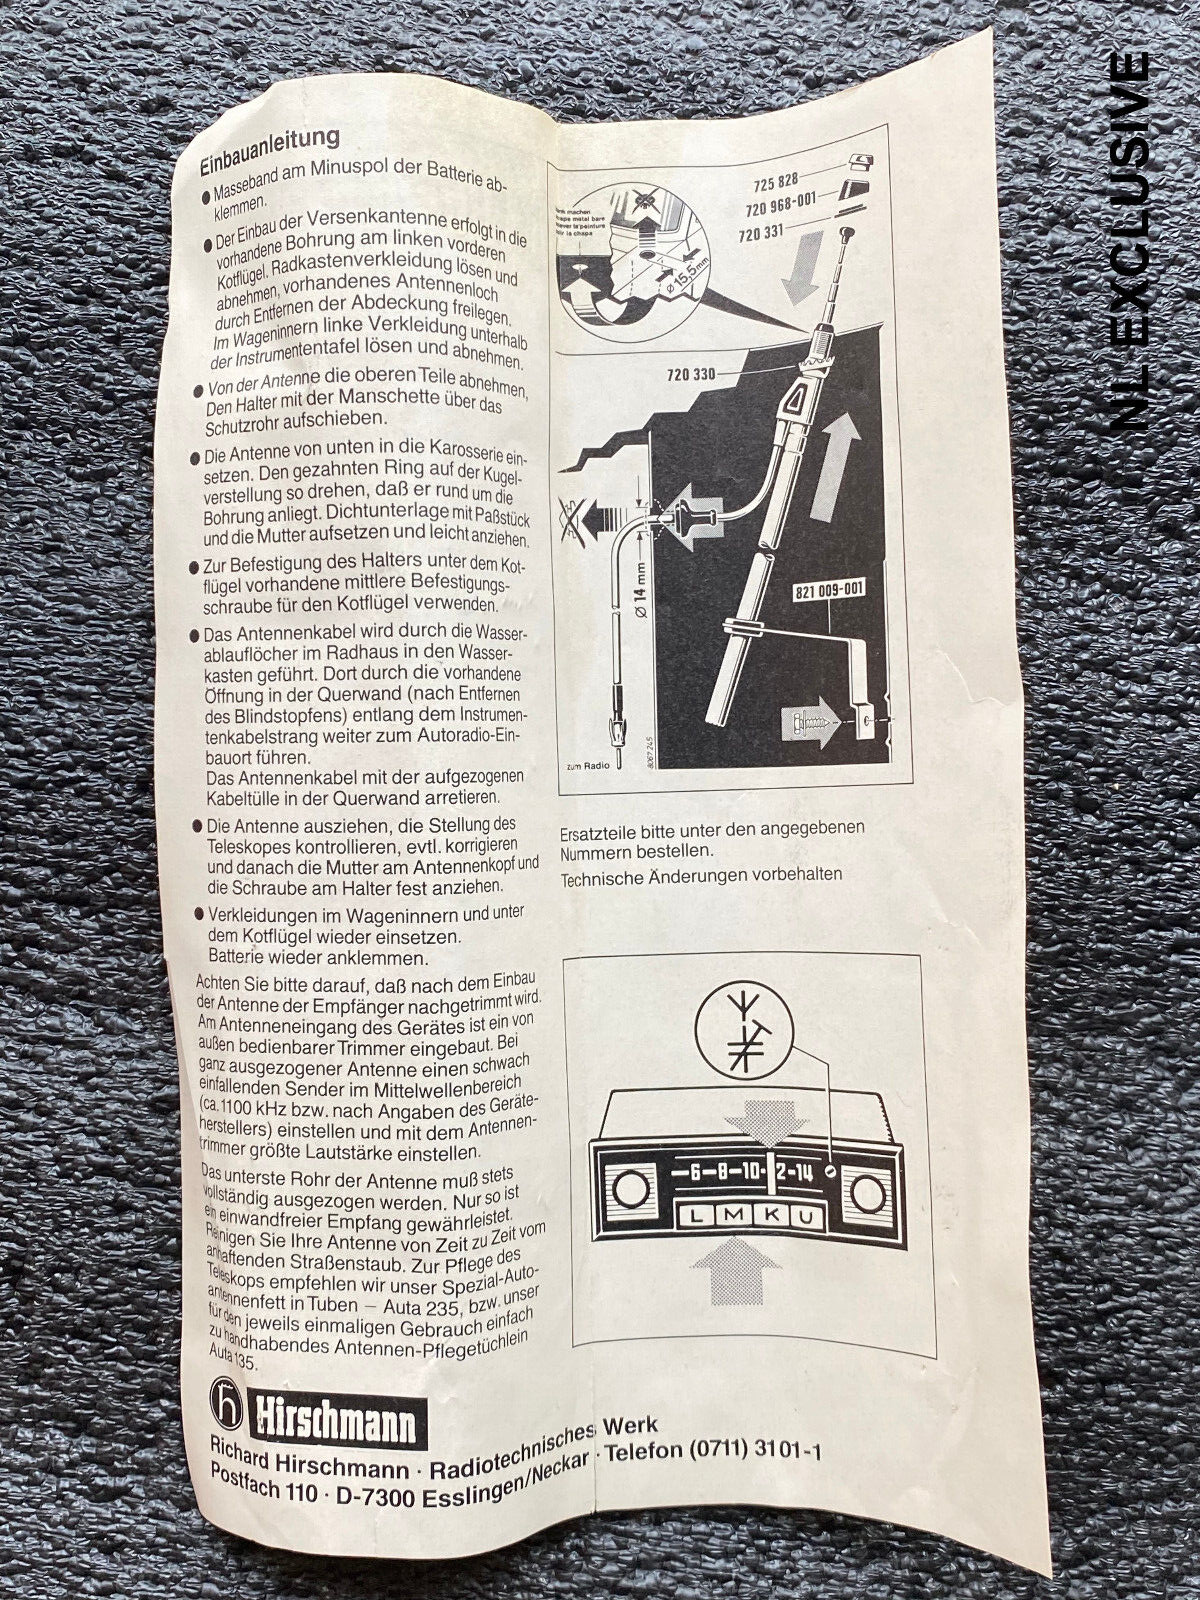 Einbauanleitung
● Masseband am Minuspol der Batterie ab-
klemmen.
● Der Einbau der Versenkantenne erfolgt in die
vorhandene Bohrung am linken vorderen
Kotflügel. Radkastenverkleidung lösen und
abnehmen, vorhandenes Antennenloch
durch Entfernen der Abdeckung freilegen.
Im Wageninnern linke Verkleidung unterhalb
der Instrumententafel lösen und abnehmen.
● Von der Antenne die oberen Teile abnehmen,
Den Halter mit der Manschette über das
Schutzrohr aufschieben.
● Die Antenne von unten in die Karosserie ein-
setzen. Den gezahnten Ring auf der Kugel-
verstellung so drehen, daß er rund um die
Bohrung anliegt. Dichtunterlage mit Paßstück
und die Mutter aufsetzen und leicht anziehen.
● Zur Befestigung des Halters unter dem Kot-
flügel vorhandene mittlere Befestigungs-
schraube für den Kotflügel verwenden.
● Das Antennenkabel wird durch die Wasser-
ablauflöcher im Radhaus in den Wasser-
kasten geführt. Dort durch die vorhandene
Öffnung in der Querwand (nach Entfernen
des Blindstopfens) entlang dem Instrumen-
tenkabelstrang weiter zum Autoradio-Ein-
bauort führen.
Das Antennenkabel mit der aufgezogenen
Kabeltülle in der Querwand arretieren.
● Die Antenne ausziehen, die Stellung des
Teleskopes kontrollieren, evtl. korrigieren
und danach die Mutter am Antennenkopf und
die Schraube am Halter fest anziehen.
● Verkleidungen im Wageninnern und unter
dem Kotflügel wieder einsetzen.
Batterie wieder anklemmen.
Achten Sie bitte darauf, daß nach dem Einbau
der Antenne der Empfänger nachgetrimmt wird.
Am Antenneneingang des Gerätes ist ein von
außen bedienbarer Trimmer eingebaut. Bei
ganz ausgezogener Antenne einen schwach
einfallenden Sender im Mittelwellenbereich
(ca. 1100 kHz bzw. nach Angaben des Geräte-
herstellers) einstellen und mit dem Antennen-
trimmer größte Lautstärke einstellen.
Das unterste Rohr der Antenne muß stets
vollständig ausgezogen werden. Nur so ist
ein einwandfreier Empfang gewährleistet.
Reinigen Sie Ihre Antenne von Zeit zu Zeit vom
anhaftenden Straßenstaub. Zur Pflege des
Teleskops empfehlen wir unser Spezial-Auto-
antennenfett in Tuben – Auta 235, bzw. unser
für den jeweils einmaligen Gebrauch einfach
zu handhabendes Antennen-Pflegetüchlein
Auta 135.
h Hirschmann
Richard Hirschmann · Radiotechnisches Werk
Postfach 110 · D-7300 Esslingen/Neckar · Telefon (0711) 3101-1
725 828
720 968-001
720 331
machen
metal bare
peinture
la chapa
Ø 15,5 mm
720 330
Ø 14 mm
821 009-001
zum Radio
8067 245
Ersatzteile bitte unter den angegebenen
Nummern bestellen.
Technische Änderungen vorbehalten
6-8-10- 2-14
L M K U
NL EXCLUSIVE